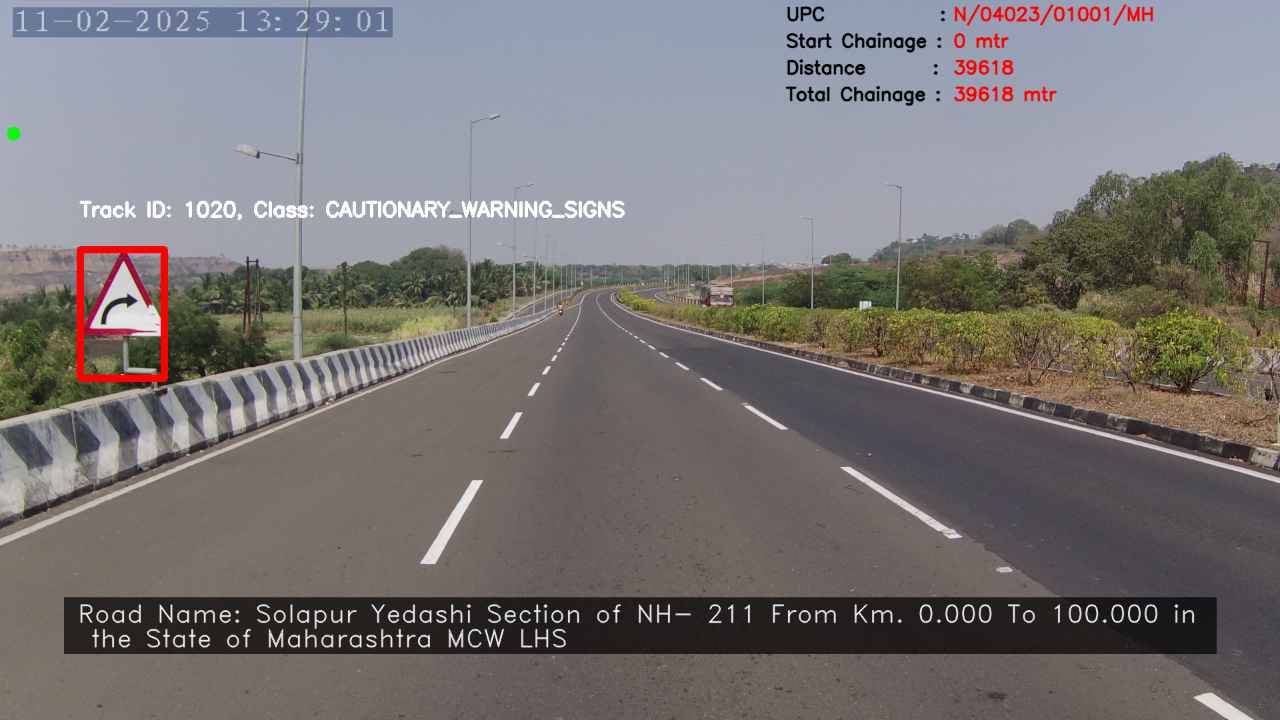 11-02-2025 13:29:01
UPC : N/04023/01001/MH
Start Chainage : 0 mtr
Distance : 39618
Total Chainage : 39618 mtr
Track ID: 1020, Class: CAUTIONARY_WARNING_SIGNS
Road Name: Solapur Yedashi Section of NH- 211 From Km. 0.000 To 100.000 in
the State of Maharashtra MCW LHS